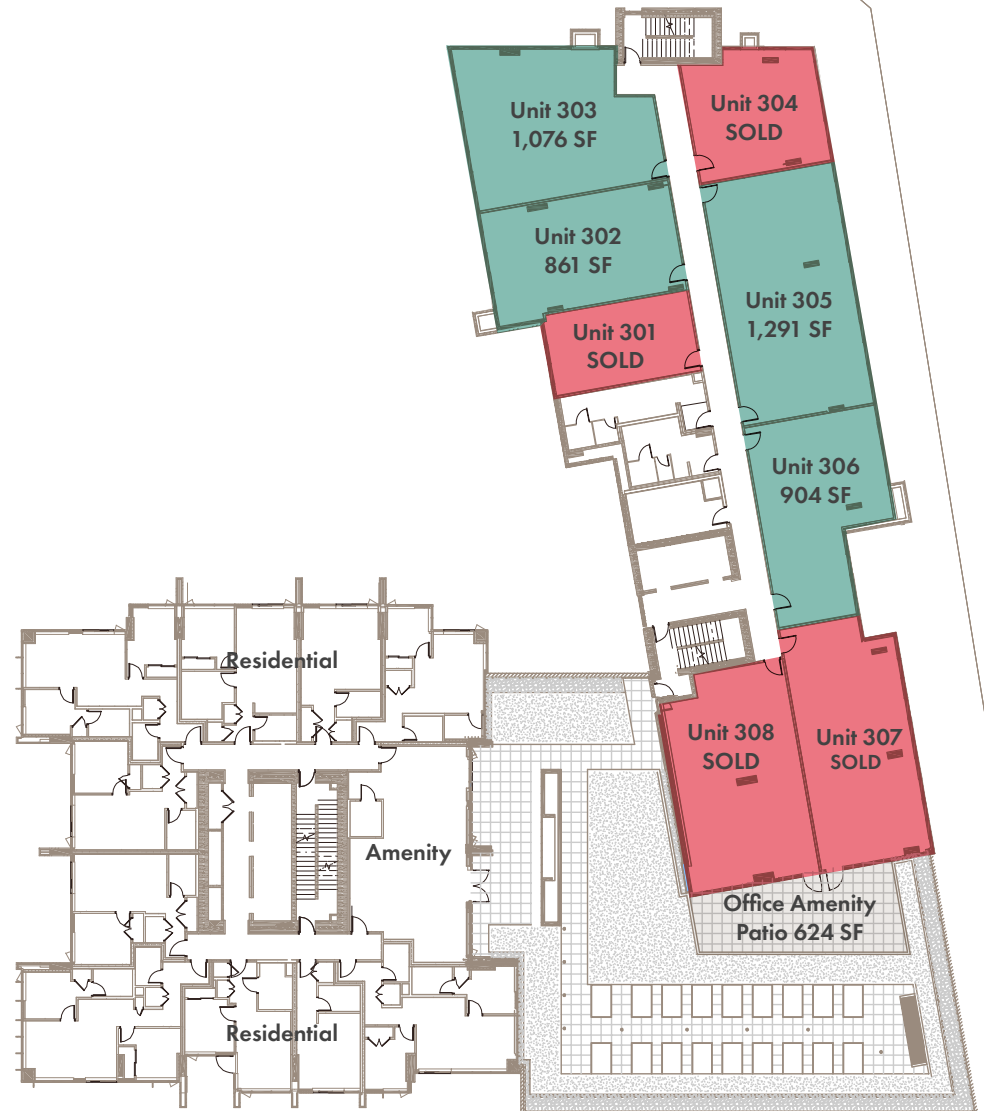 Unit 303
1,076 SF
Unit 304
SOLD
Unit 302
861 SF
Unit 305
1,291 SF
Unit 301
SOLD
Unit 306
904 SF
Residential
Unit 308
SOLD
Unit 307
SOLD
Amenity
Office Amenity
Patio 624 SF
Residential